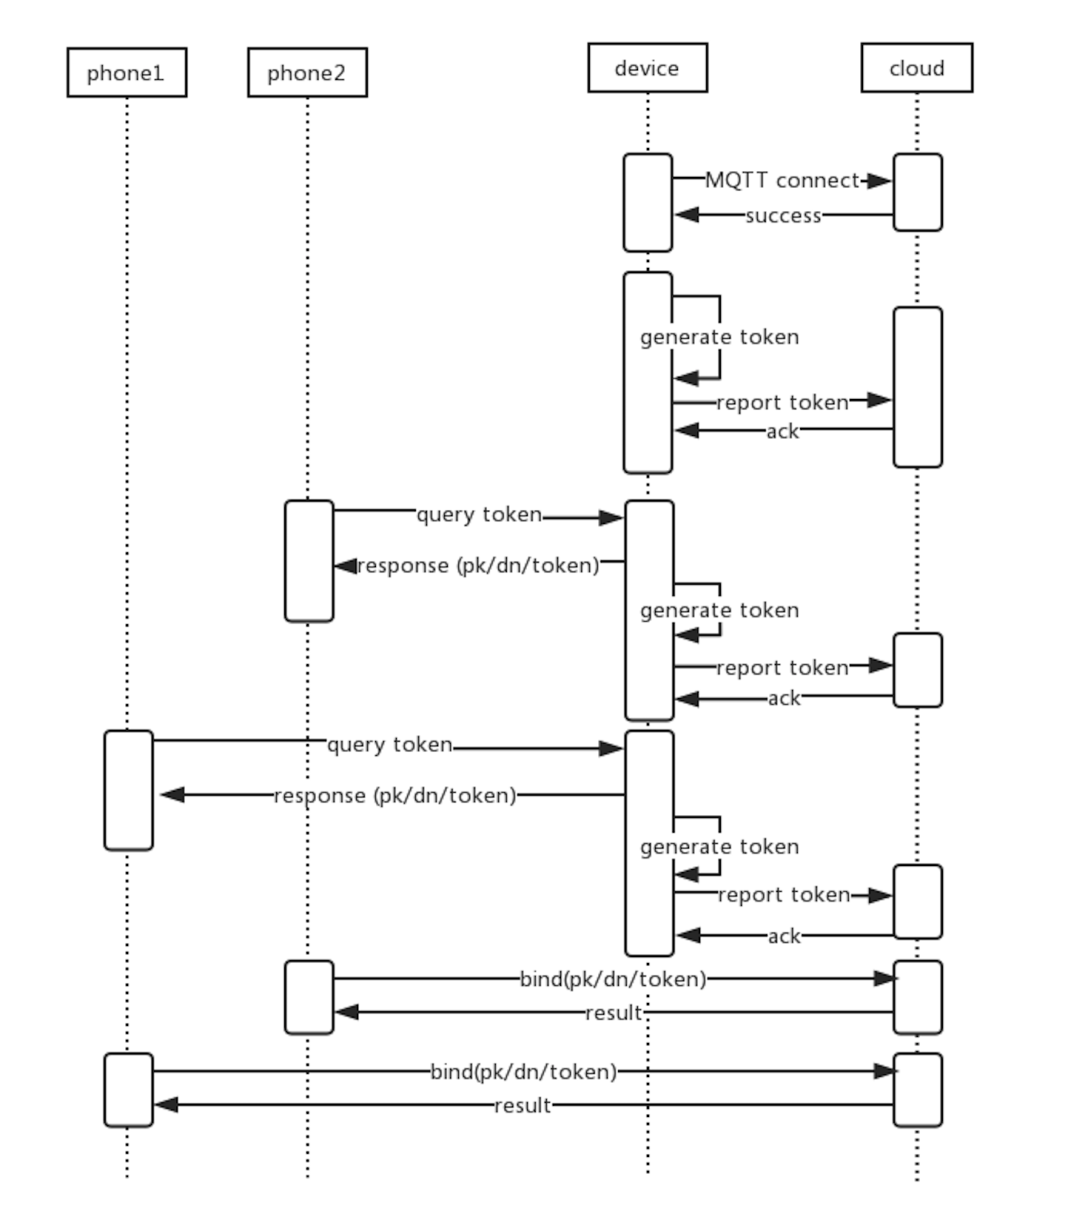 phone1
phone2
device
cloud
MQTT connect
success
generate token
report token
ack
query token
response (pk/dn/token)
generate token
report token
ack
query token
response (pk/dn/token)
generate token
report token
ack
bind(pk/dn/token)
result
bind(pk/dn/token)
result